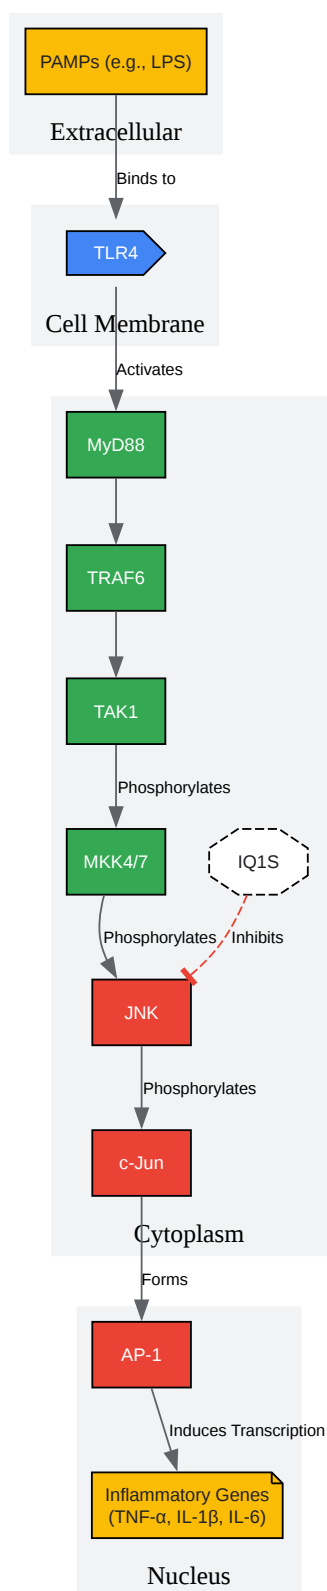 PAMPs (e.g., LPS)
Extracellular
Binds to
TLR4
Cell Membrane
Activates
MyD88
TRAF6
TAK1
Phosphorylates
MKK4/7
IQ1S
Phosphorylates
Inhibits
JNK
Phosphorylates
c-Jun
Cytoplasm
Forms
AP-1
Induces Transcription
Inflammatory Genes
(TNF-α, IL-1β, IL-6)
Nucleus